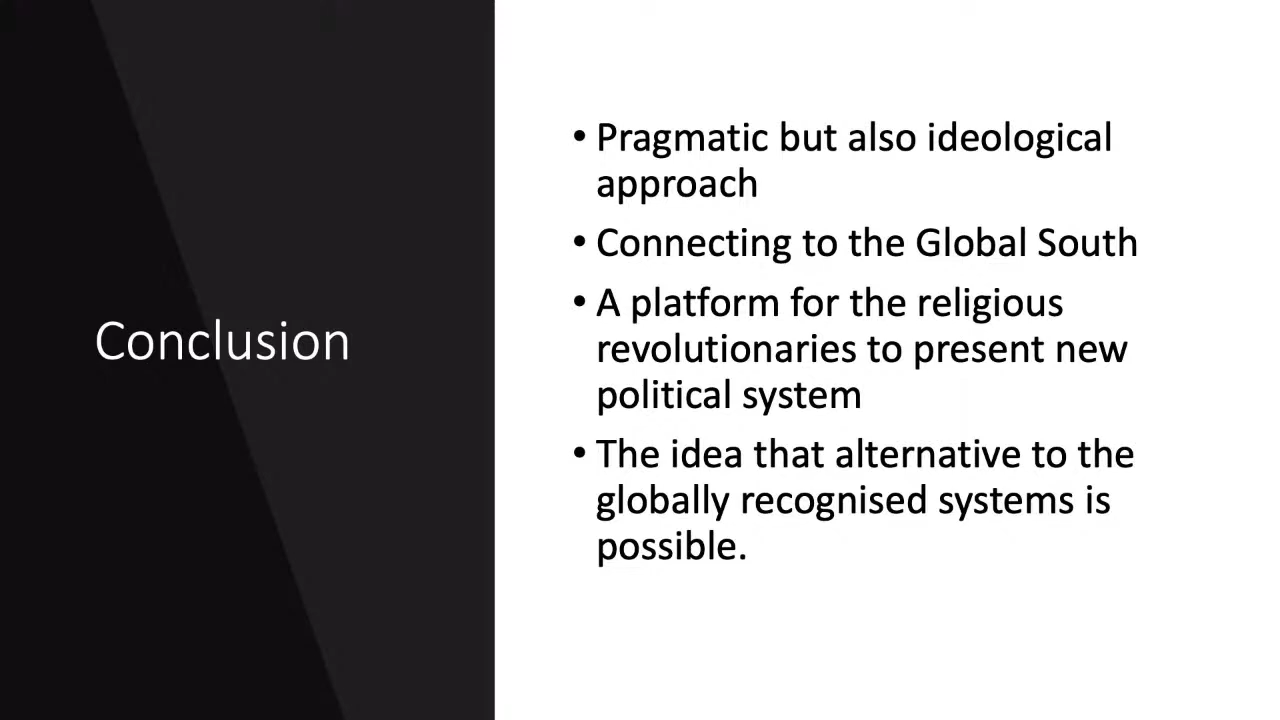 Conclusion
• Pragmatic but also ideological
approach
• Connecting to the Global South
• A platform for the religious
revolutionaries to present new
political system
• The idea that alternative to the
globally recognised systems is
possible.